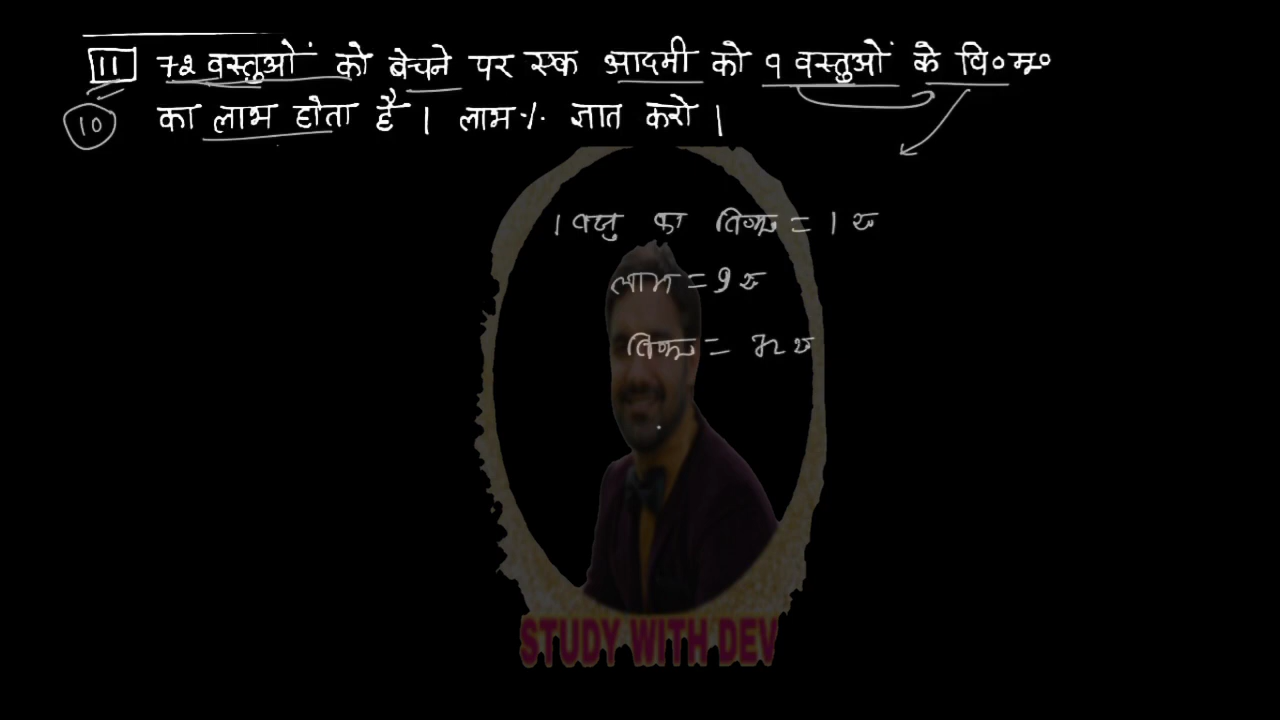 11 72 वस्तुओं को बेचने पर एक आदमी को 9 वस्तुओं के वि०मू०
10 का लाभ होता है । लाभ % ज्ञात करो ।
1 वस्तु का विक्रय = 1 रु
लाभ = 9 रु
विक्रय = 72 रु
STUDY WITH DEV